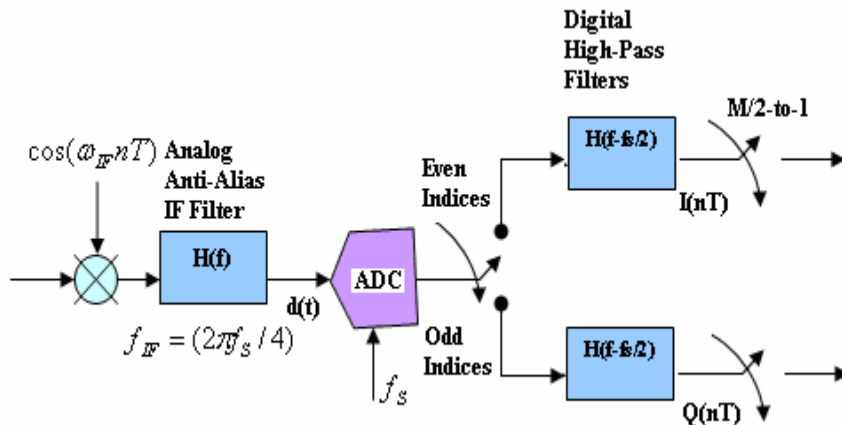 Digital
High-Pass
Filters
M/2-to-1
cos(ω_IF nT)
Analog
Anti-Alias
IF Filter
Even
Indices
H(f-fs/2)
I(nT)
H(f)
ADC
d(t)
f_IF = (2πf_S / 4)
Odd
Indices
f_S
H(f-fs/2)
Q(nT)